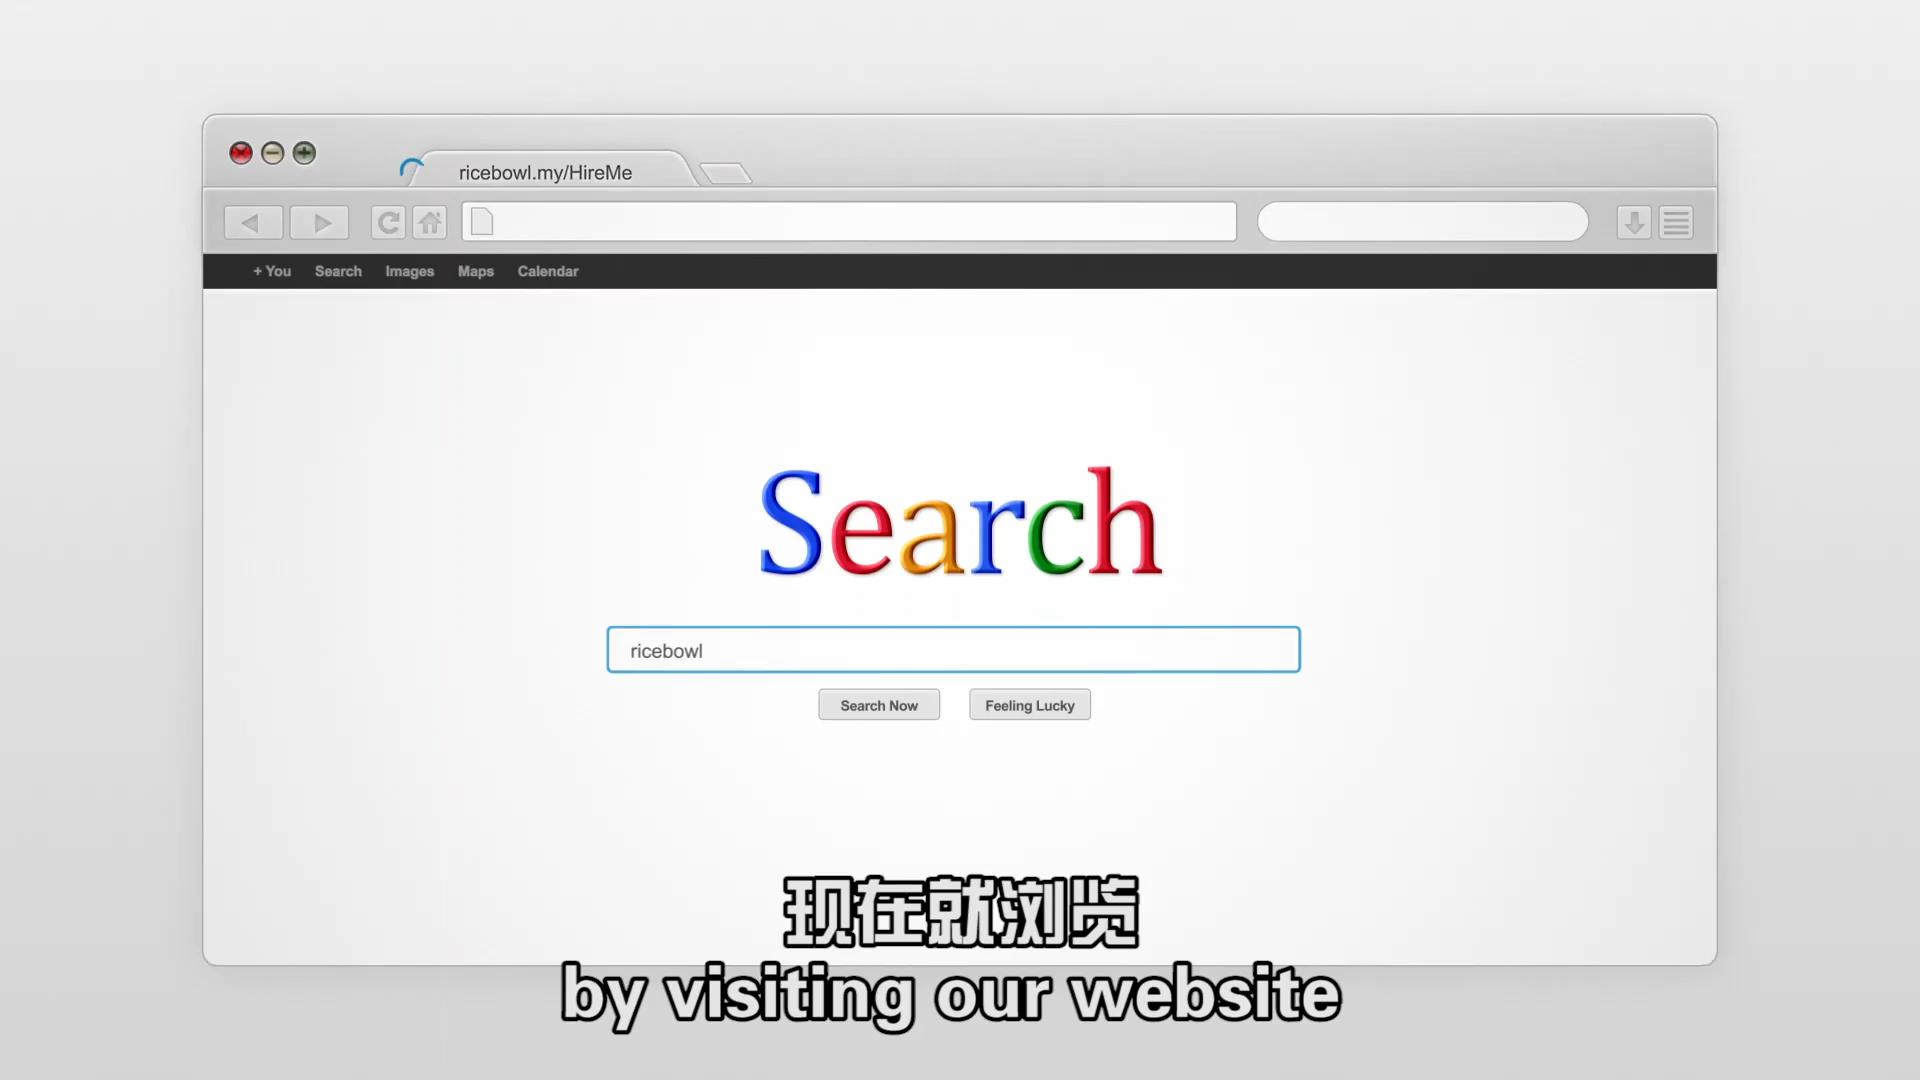 ricebowl.my/HireMe
+ You Search Images Maps Calendar
Search
ricebowl
Search Now Feeling Lucky
现在就浏览
by visiting our website